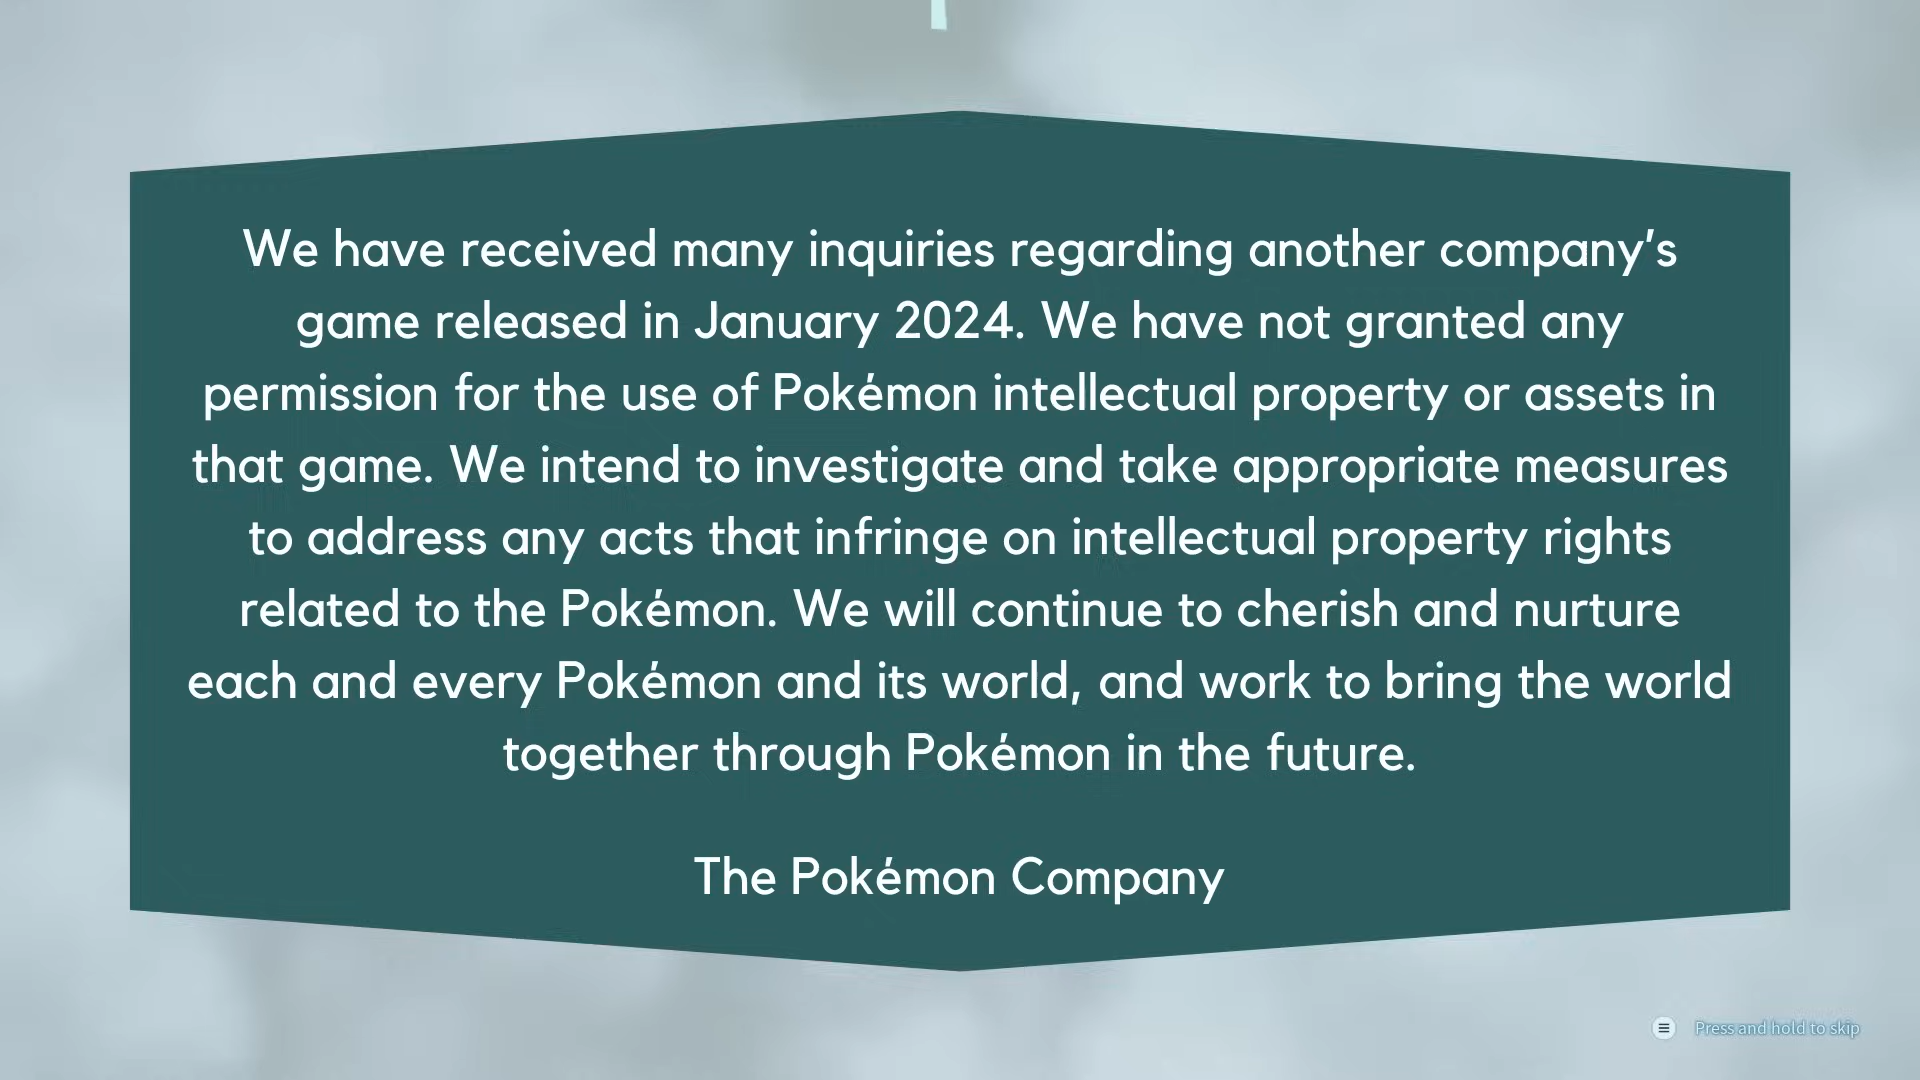 We have received many inquiries regarding another company's
game released in January 2024. We have not granted any
permission for the use of Pokémon intellectual property or assets in
that game. We intend to investigate and take appropriate measures
to address any acts that infringe on intellectual property rights
related to the Pokémon. We will continue to cherish and nurture
each and every Pokémon and its world, and work to bring the world
together through Pokémon in the future.
The Pokémon Company
Press and hold to skip